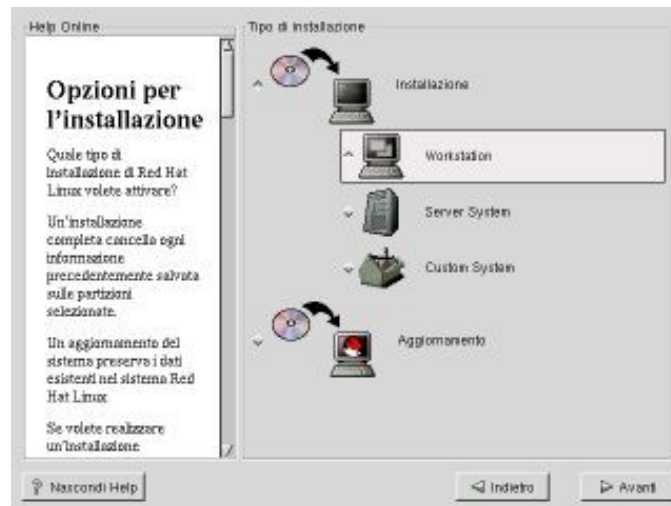 Help Online
Opzioni per
l'installazione
Quale tipo di
installazione di Red Hat
Linux volete attivare?
Un'installazione
completa cancella ogni
informazione
precedentemente salvata
sulle partizioni
selezionate.
Un aggiornamento del
sistema preserva i dati
esistenti nel sistema Red
Hat Linux
Se volete realizzare
un'installazione
Nascondi Help
Tipo di installazione
Installazione
Workstation
Server System
Custom System
Aggiornamento
Indietro
Avanti